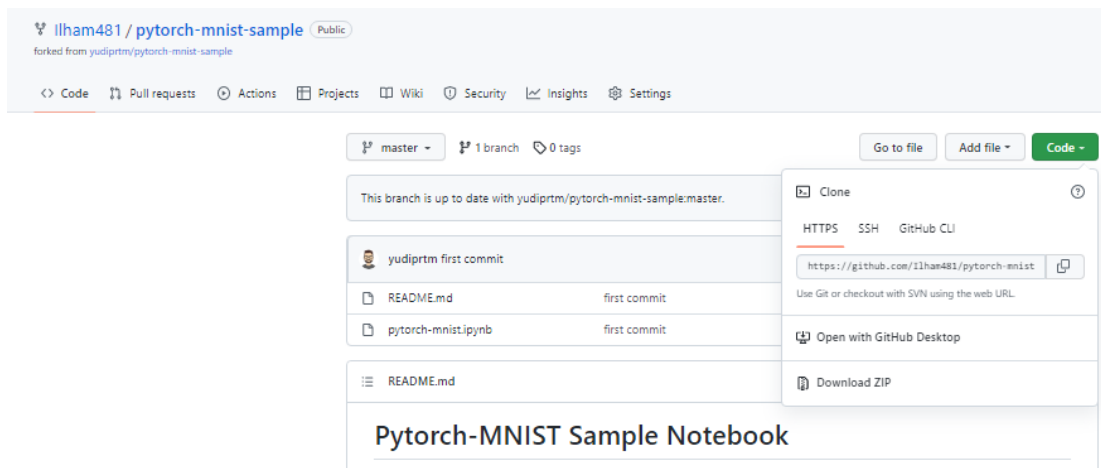 Ilham481 / pytorch-mnist-sample Public
forked from yudiprtm/pytorch-mnist-sample
<> Code Pull requests Actions Projects Wiki Security Insights Settings
master 1 branch 0 tags Go to file Add file Code
This branch is up to date with yudiprtm/pytorch-mnist-sample:master.
Clone
HTTPS SSH GitHub CLI
https://github.com/Ilham481/pytorch-mnist
Use Git or checkout with SVN using the web URL.
Open with GitHub Desktop
Download ZIP
yudiprtm first commit
README.md first commit
pytorch-mnist.ipynb first commit
README.md
Pytorch-MNIST Sample Notebook